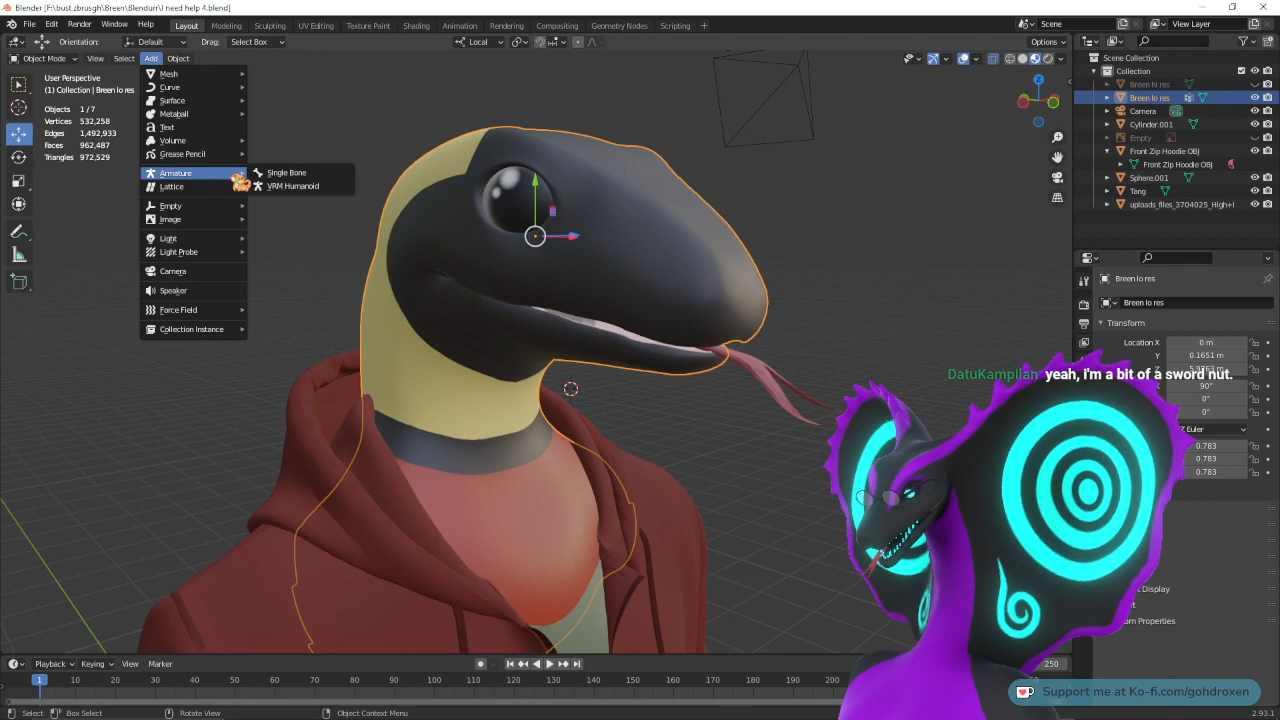 Blender [F:\bust zbrusgh\Breen\Blendurr\I need help 4.blend]
File Edit Render Window Help Layout Modeling Sculpting UV Editing Texture Paint Shading Animation Rendering Compositing Geometry Nodes Scripting + Scene View Layer
Orientation: Default Drag: Select Box Local Options
Object Mode View Select Add Object
User Perspective
(1) Collection | Breen lo res
Objects 1/7
Vertices 532,258
Edges 1,492,933
Faces 962,487
Triangles 972,529
Mesh
Curve
Surface
Metaball
Text
Volume
Grease Pencil
Armature
Lattice
Empty
Image
Light
Light Probe
Camera
Speaker
Force Field
Collection Instance
Single Bone
VRM Humanoid
Z
Scene Collection
Collection
Breen hi res
Breen lo res
Camera
Cylinder.001
Empty
Front Zip Hoodie OBJ
Front Zip Hoodie OBJ
Sphere.001
Tang
uploads_files_3704025_High+I
Breen lo res
Breen lo res
Transform
Location X 0 m
Y 0.1651 m
90°
0°
0°
Z Euler
0.783
0.783
0.783
DatuKampilan yeah, i'm a bit of a sword nut.
Playback Keying View Marker
250
1 10 20 30 40 50 60 70 80 90 100 110 120 130 140 150 160 170 180 190 200
Support me at Ko-fi.com/gohdroxen
Select Box Select Rotate View Object Context Menu 2.93.1